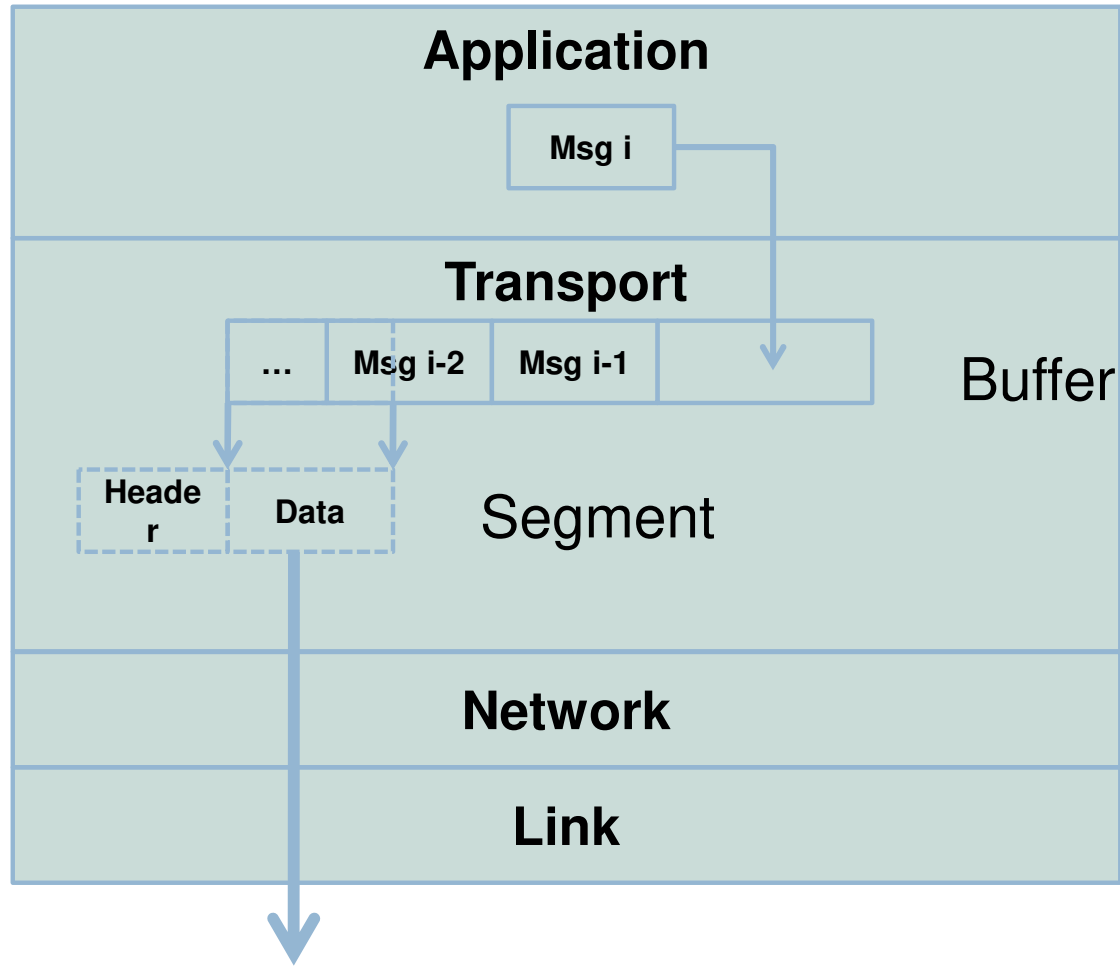 Application
Msg i
Transport
... Msg i-2 Msg i-1
Buffer
Heade
r
Data
Segment
Network
Link